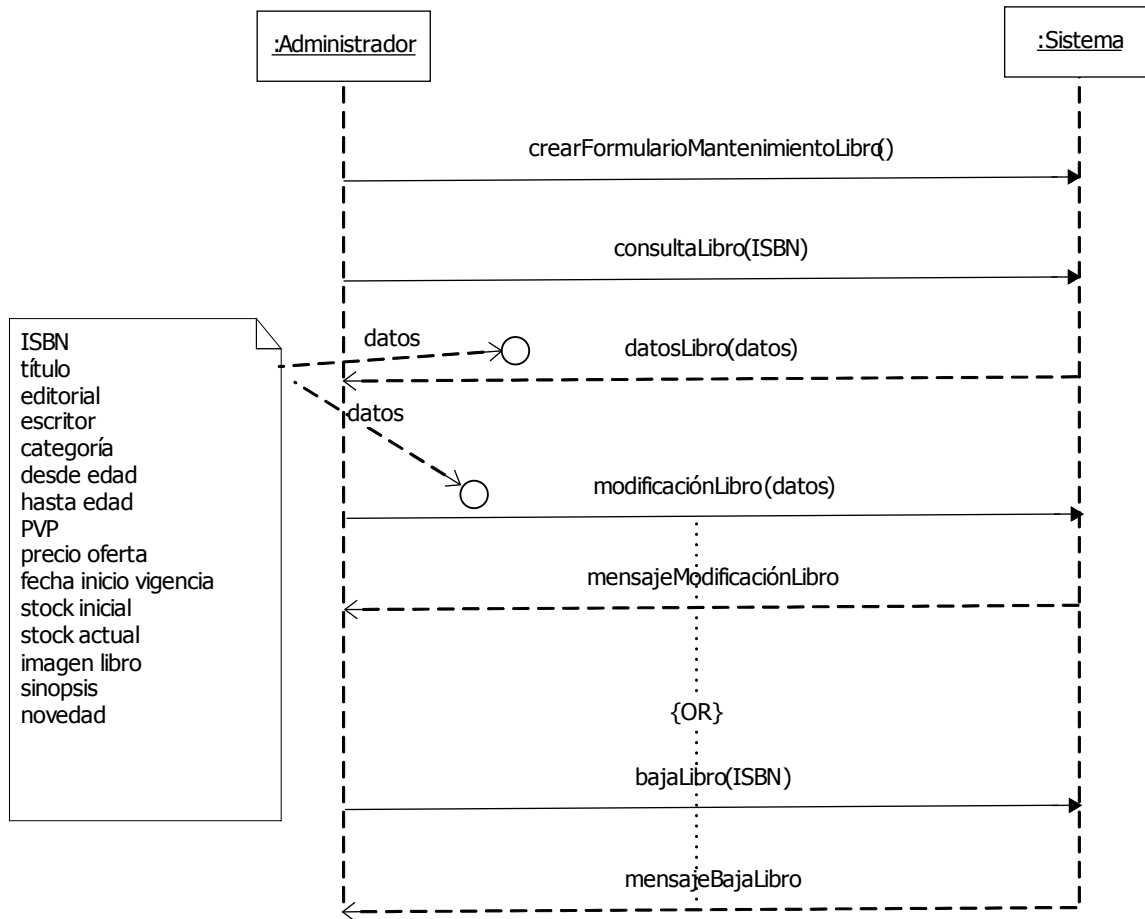 :Administrador
:Sistema
crearFormularioMantenimientoLibro()
consultaLibro(ISBN)
datos
datosLibro(datos)
datos
modificaciónLibro(datos)
mensajeModificaciónLibro
{OR}
bajaLibro(ISBN)
mensajeBajaLibro
ISBN
título
editorial
escritor
categoría
desde edad
hasta edad
PVP
precio oferta
fecha inicio vigencia
stock inicial
stock actual
imagen libro
sinopsis
novedad